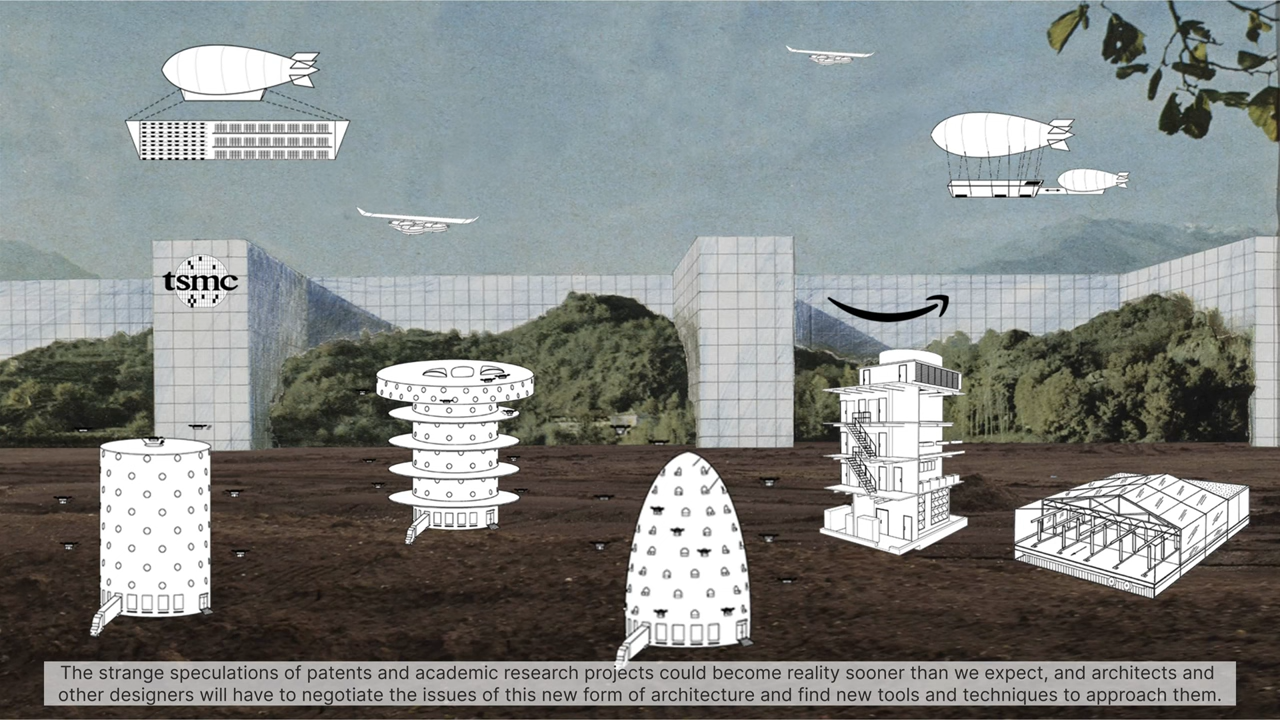 tsmc
The strange speculations of patents and academic research projects could become reality sooner than we expect, and architects and
other designers will have to negotiate the issues of this new form of architecture and find new tools and techniques to approach them.